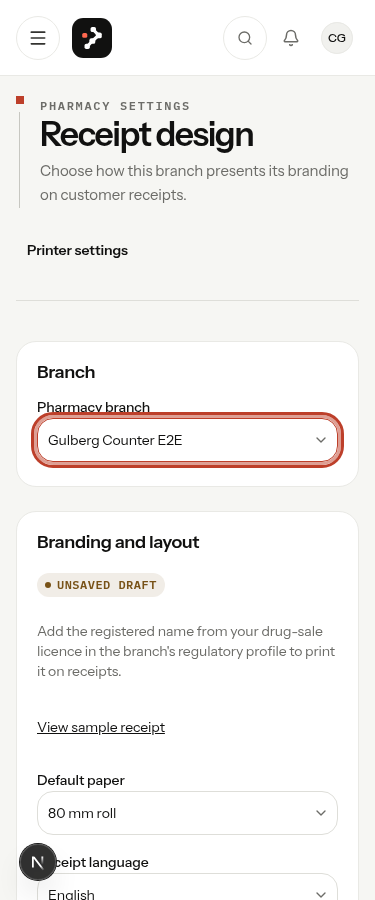 CG
PHARMACY SETTINGS
Receipt design
Choose how this branch presents its branding
on customer receipts.
Printer settings
Branch
Pharmacy branch
Gulberg Counter E2E
Branding and layout
UNSAVED DRAFT
Add the registered name from your drug-sale
licence in the branch's regulatory profile to print
it on receipts.
View sample receipt
Default paper
80 mm roll
N
language
English